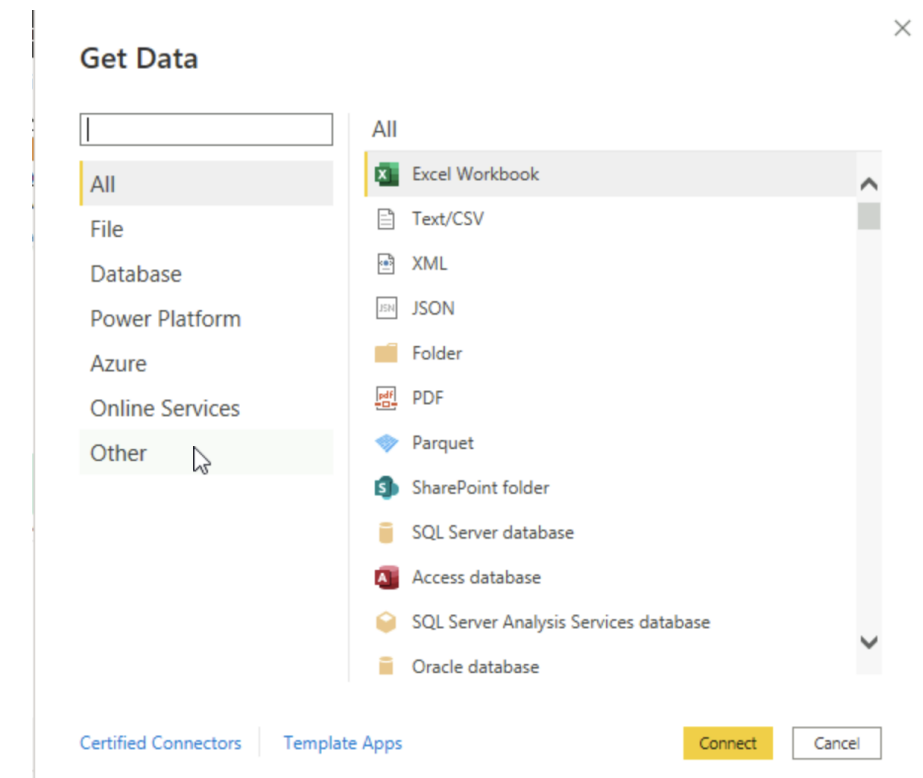 Get Data
All
File
Database
Power Platform
Azure
Online Services
Other
All
Excel Workbook
Text/CSV
XML
JSON
Folder
PDF
Parquet
SharePoint folder
SQL Server database
Access database
SQL Server Analysis Services database
Oracle database
Certified Connectors
Template Apps
Connect
Cancel